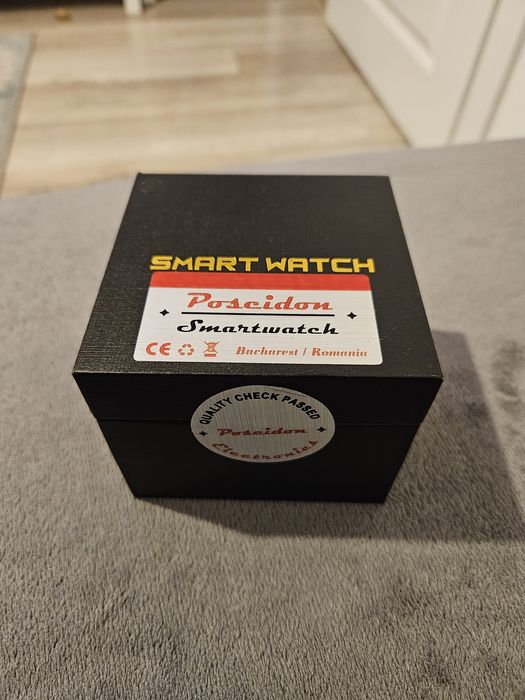 SMART WATCH
Poseidon
Smartwatch
CE Bucharest / Romania
QUALITY CHECK PASSED
Poseidon
Electronics